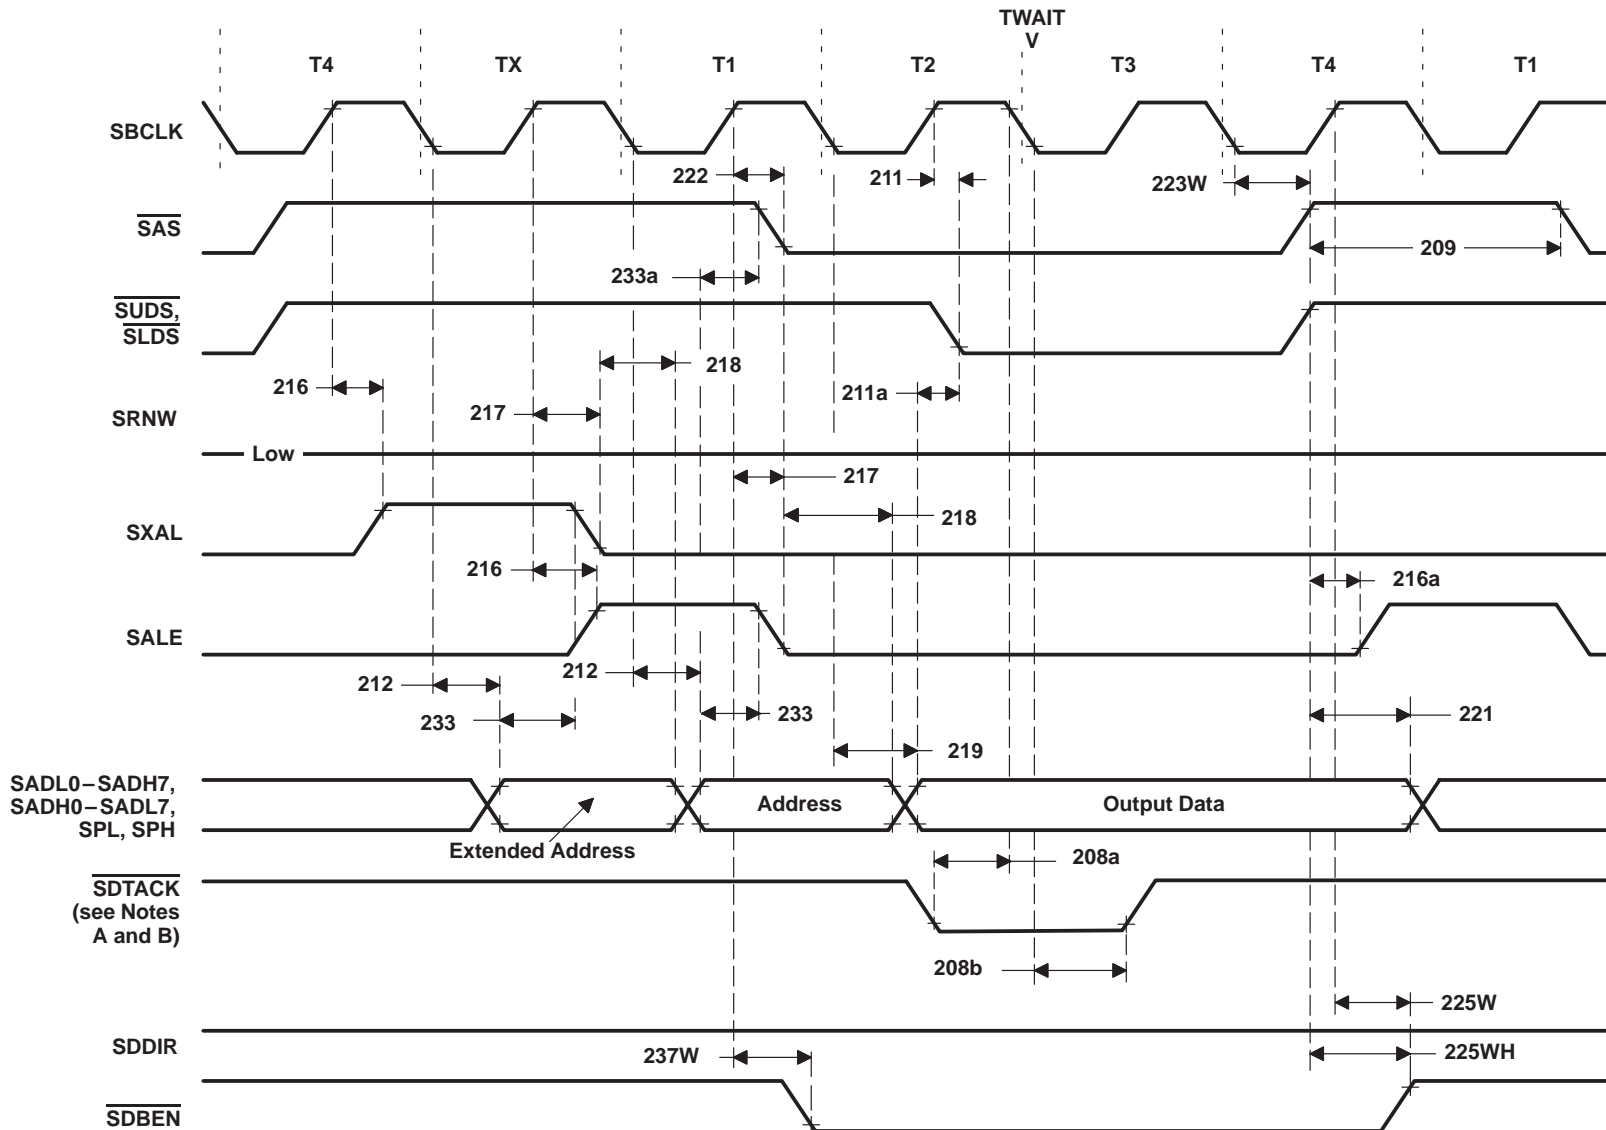 TWAIT
V
T4 TX T1 T2 T3 T4 T1
SBCLK
222 211 223W
SAS
209
233a
SUDS,
SLDS
218
216 211a
217
SRNW
Low
217
218
SXAL
216 216a
SALE
212 212
233 233 221
219
SADL0–SADH7,
SADH0–SADL7,
SPL, SPH
Address Output Data
Extended Address
208a
SDTACK
(see Notes
A and B)
208b
225W
SDDIR
237W 225WH
SDBEN